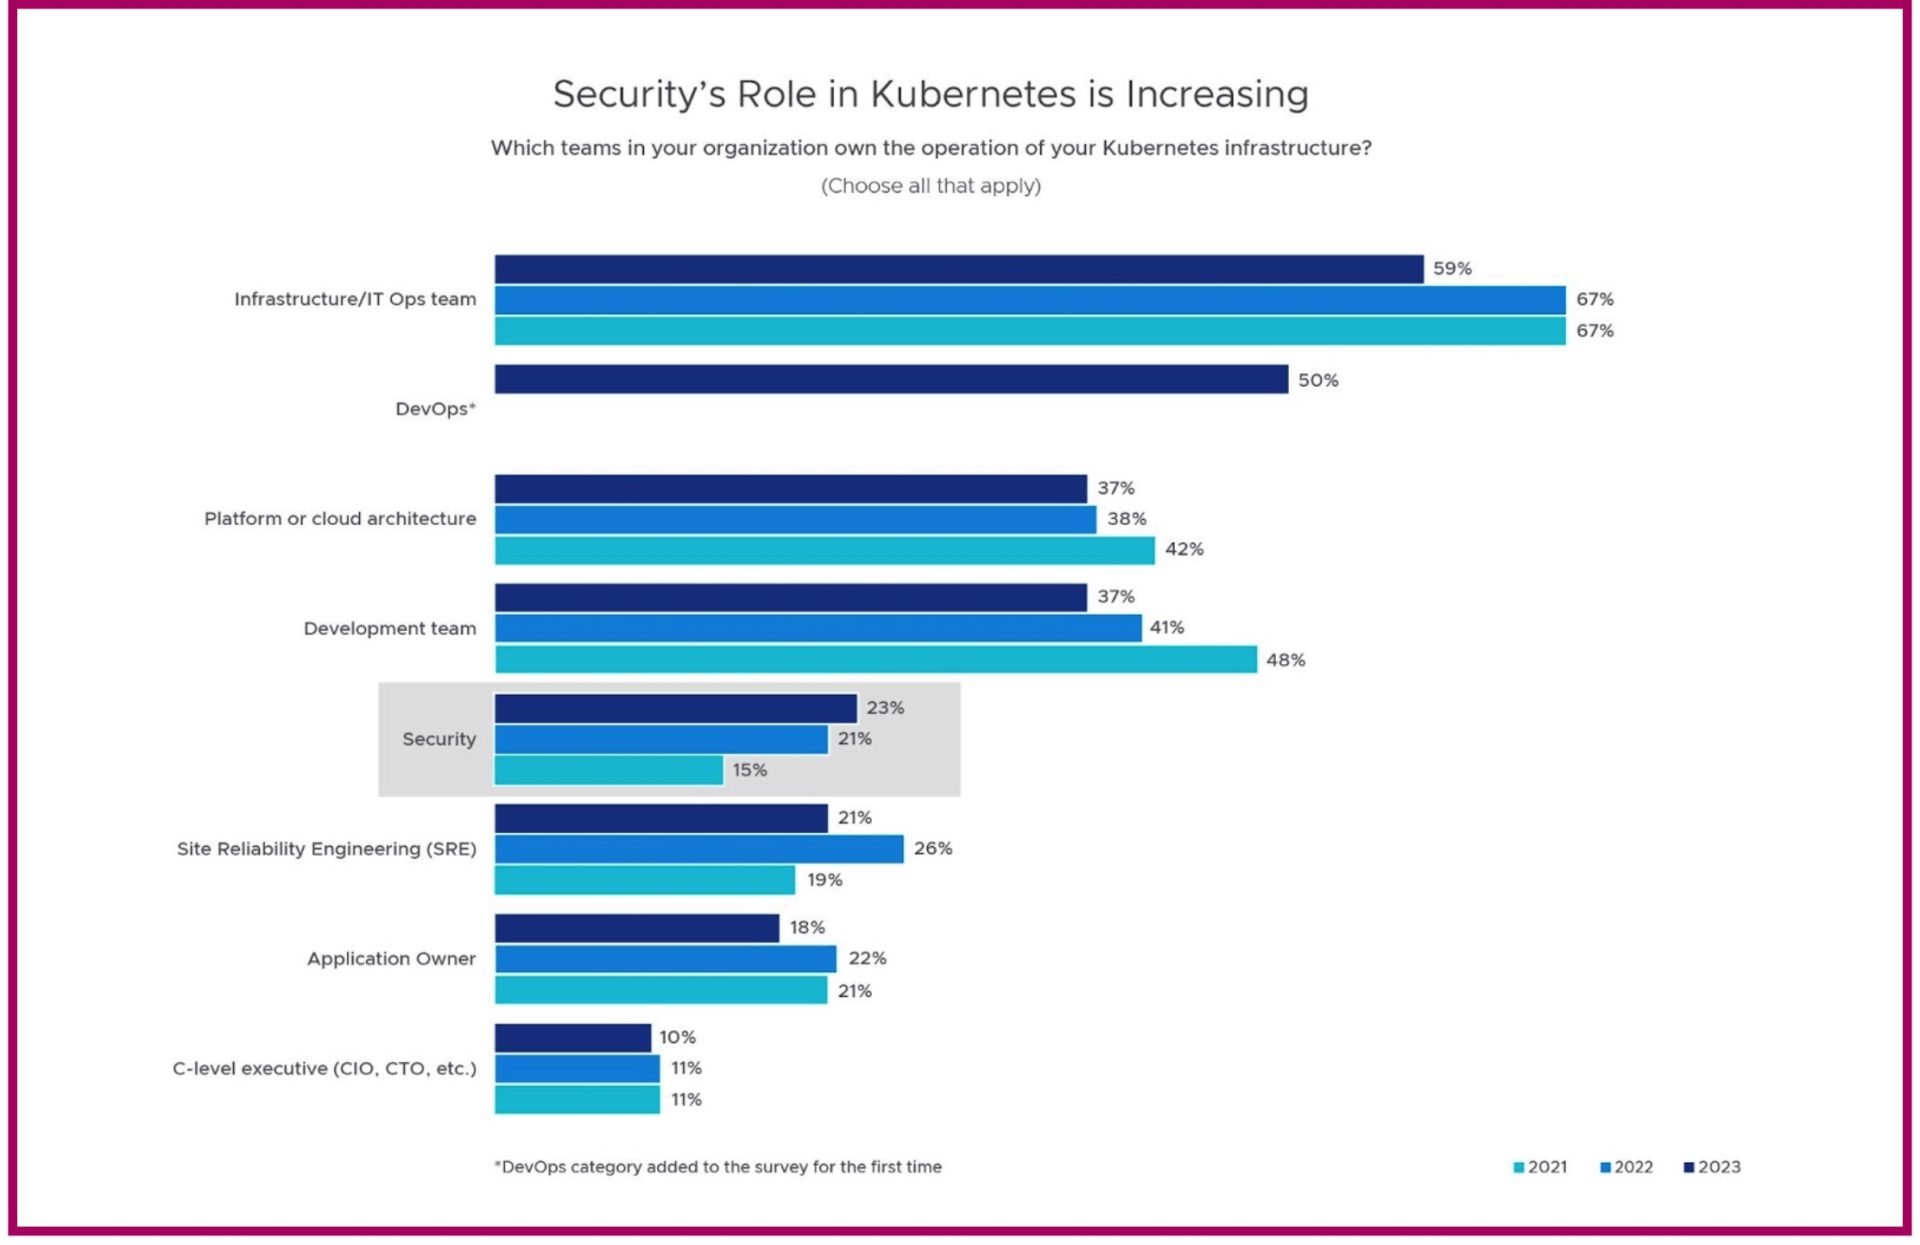 Security’s Role in Kubernetes is Increasing
Which teams in your organization own the operation of your Kubernetes infrastructure?
(Choose all that apply)
Infrastructure/IT Ops team
59%
67%
67%
DevOps*
50%
Platform or cloud architecture
37%
38%
42%
Development team
37%
41%
48%
Security
23%
21%
15%
Site Reliability Engineering (SRE)
21%
26%
19%
Application Owner
18%
22%
21%
C-level executive (CIO, CTO, etc.)
10%
11%
11%
*DevOps category added to the survey for the first time
2021 2022 2023